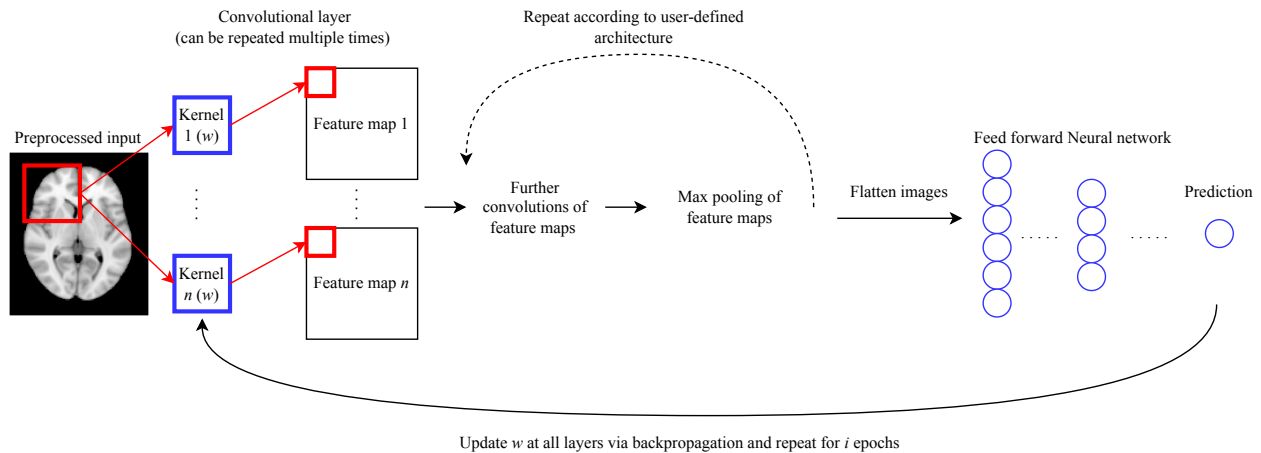 Convolutional layer
(can be repeated multiple times)
Repeat according to user-defined
architecture
Preprocessed input
Kernel
1 (w)
Feature map 1
Kernel
n (w)
Feature map n
Further
convolutions of
feature maps
Max pooling of
feature maps
Flatten images
Feed forward Neural network
Prediction
Update w at all layers via backpropagation and repeat for i epochs